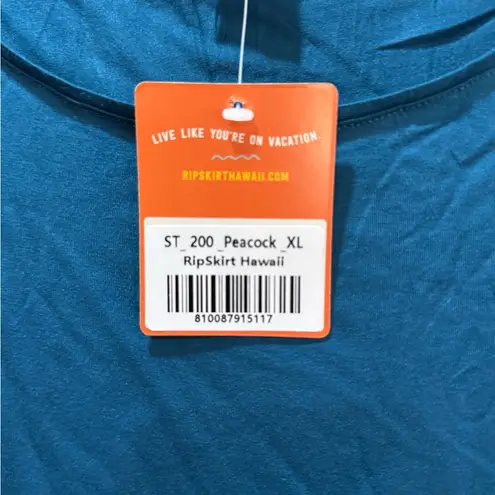 LIVE LIKE YOU'RE ON VACATION.
RIPSKIRTHAWAII.COM
ST_200_Peacock_XL
RipSkirt Hawaii
810087915117